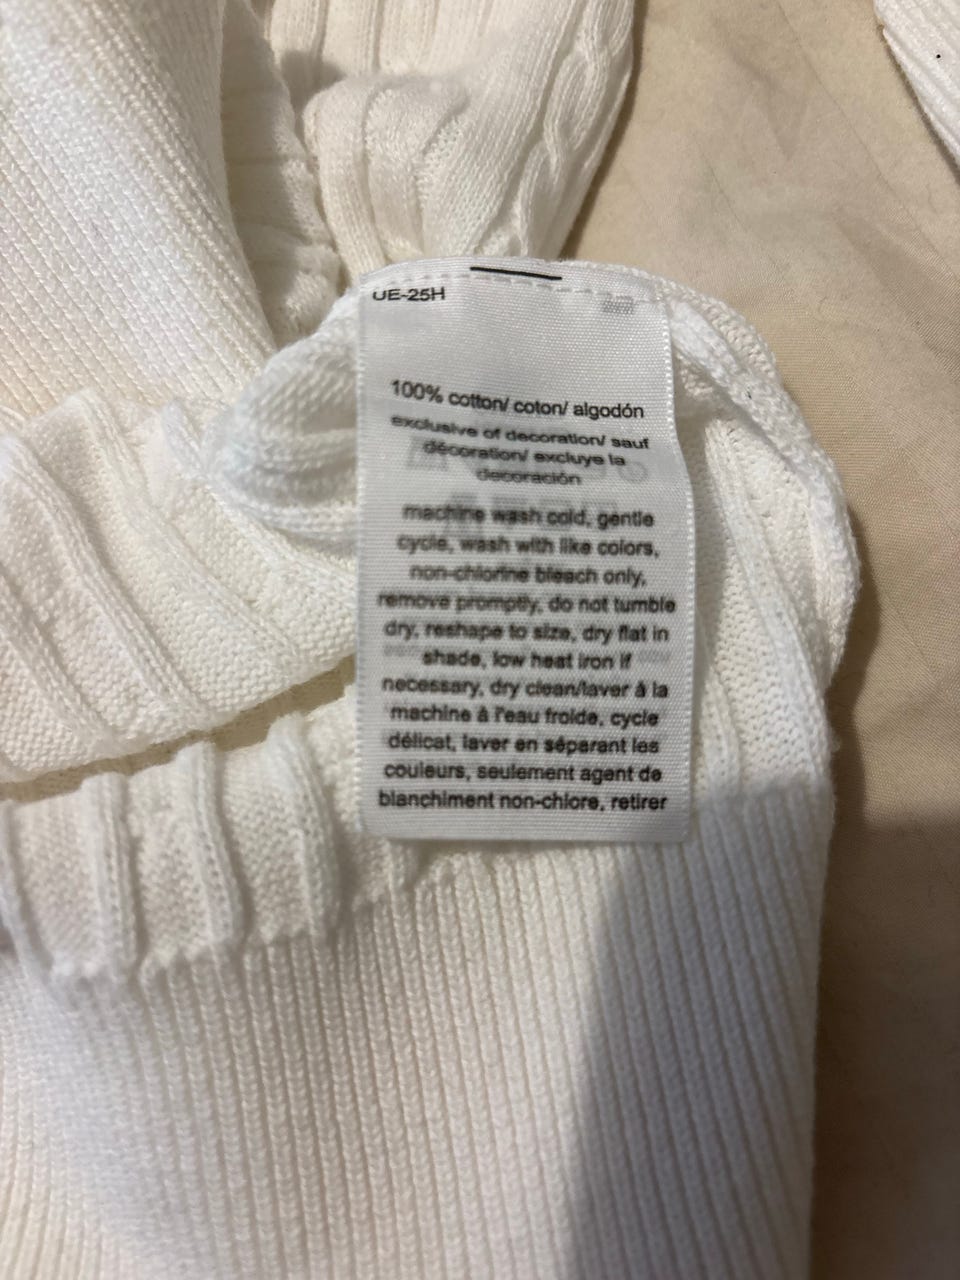 UE-25H
100% cotton/ coton/ algodón
exclusive of decoration/ sauf
décoration/ excluye la
decoración
machine wash cold, gentle
cycle, wash with like colors,
non-chlorine bleach only,
remove promptly, do not tumble
dry, reshape to size, dry flat in
shade, low heat iron if
necessary, dry clean/laver à la
machine à l'eau froide, cycle
délicat, laver en séparant les
couleurs, seulement agent de
blanchiment non-chlore, retirer